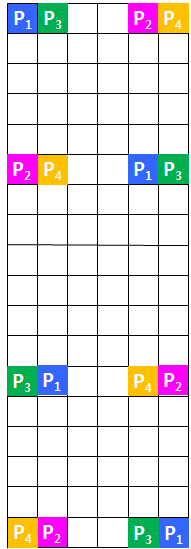 P₁ P₃ P₂ P₄
P₂ P₄ P₁ P₃
P₃ P₁ P₄ P₂
P₄ P₂ P₃ P₁